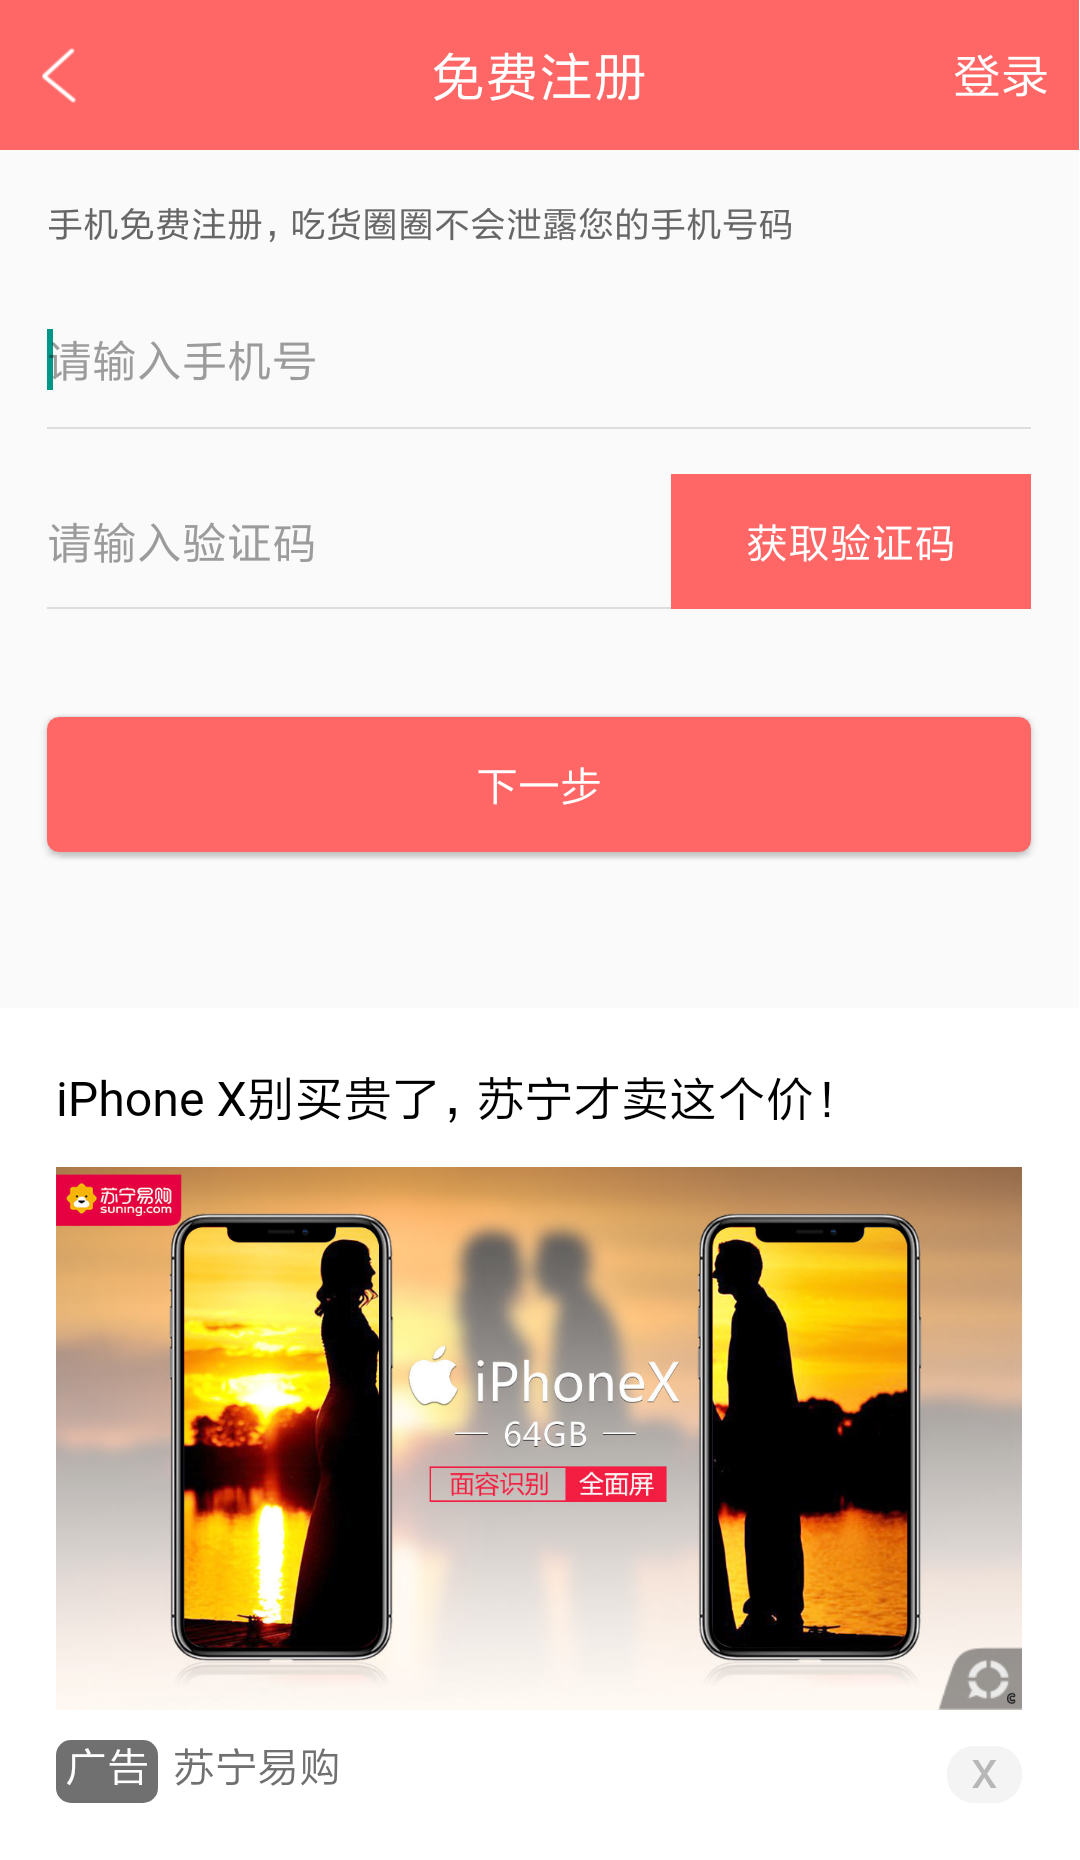 免费注册
登录
手机免费注册，吃货圈圈不会泄露您的手机号码
请输入手机号
请输入验证码
获取验证码
下一步
iPhone X别买贵了，苏宁才卖这个价！
苏宁易购
suning.com
iPhoneX
64GB
面容识别 全面屏
广告 苏宁易购
X